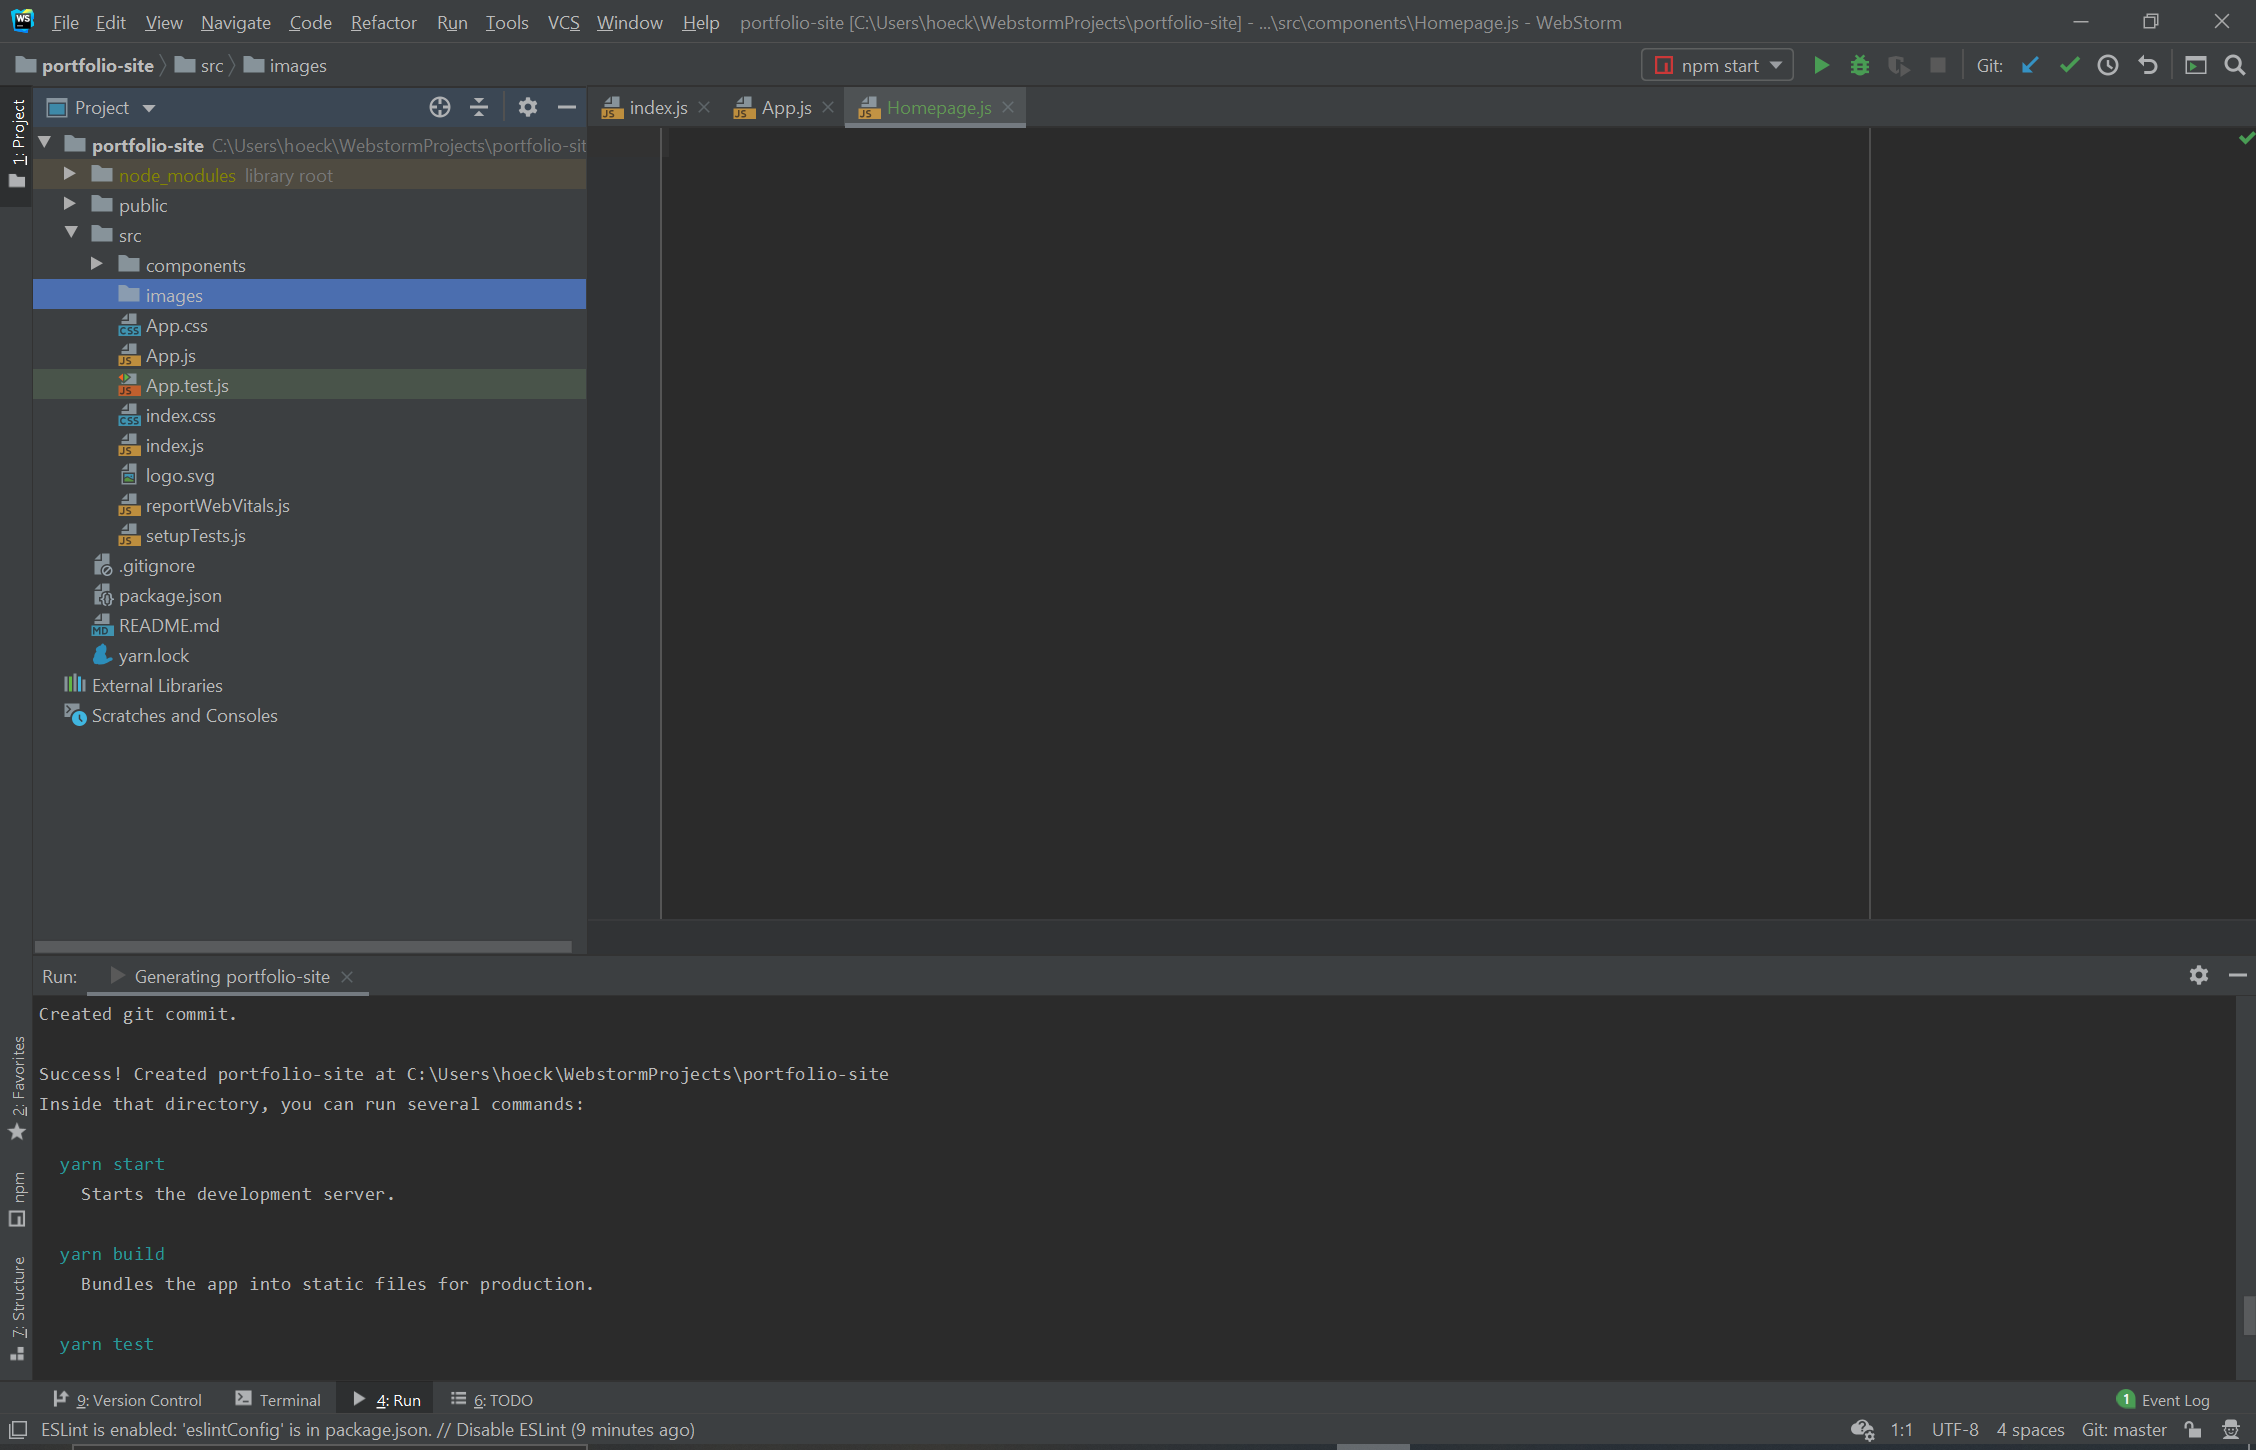 WS File Edit View Navigate Code Refactor Run Tools VCS Window Help portfolio-site [C:\Users\hoeck\WebstormProjects\portfolio-site] - ...\src\components\Homepage.js - WebStorm
portfolio-site src images npm start Git:
1: Project
Project
index.js App.js Homepage.js
portfolio-site C:\Users\hoeck\WebstormProjects\portfolio-sit
node_modules library root
public
src
components
images
App.css
App.js
App.test.js
index.css
index.js
logo.svg
reportWebVitals.js
setupTests.js
.gitignore
package.json
README.md
yarn.lock
External Libraries
Scratches and Consoles
Run: Generating portfolio-site
Created git commit.
Success! Created portfolio-site at C:\Users\hoeck\WebstormProjects\portfolio-site
Inside that directory, you can run several commands:
yarn start
Starts the development server.
yarn build
Bundles the app into static files for production.
yarn test
2: Favorites
npm
7: Structure
9: Version Control Terminal 4: Run 6: TODO 1 Event Log
ESLint is enabled: 'eslintConfig' is in package.json. // Disable ESLint (9 minutes ago) 1:1 UTF-8 4 spaces Git: master